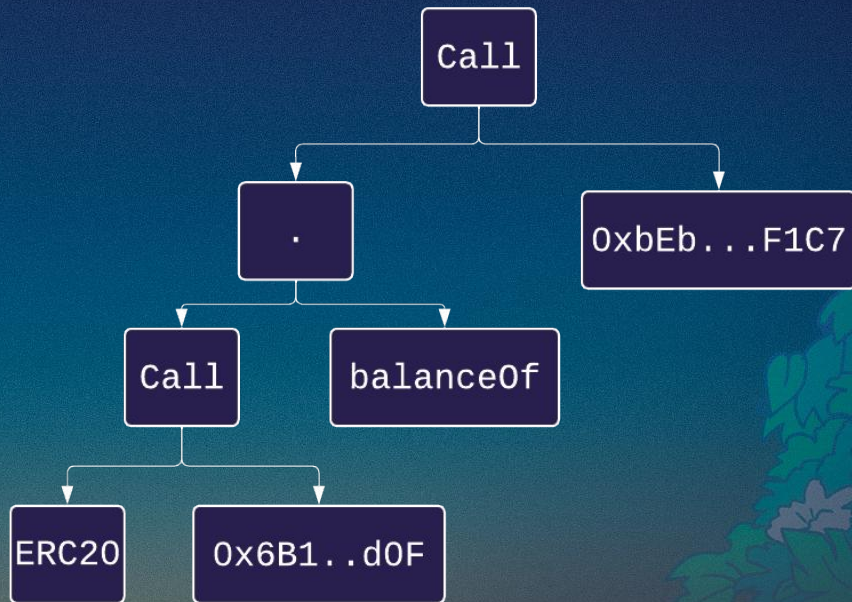 Call
.
0xbEb...F1C7
Call
balanceOf
ERC20
0x6B1..d0F